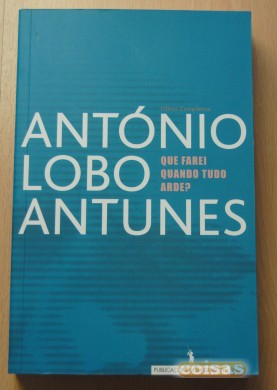 Obra Completa
ANTÓNIO
LOBO
ANTUNES
QUE FAREI
QUANDO TUDO
ARDE?
coisas